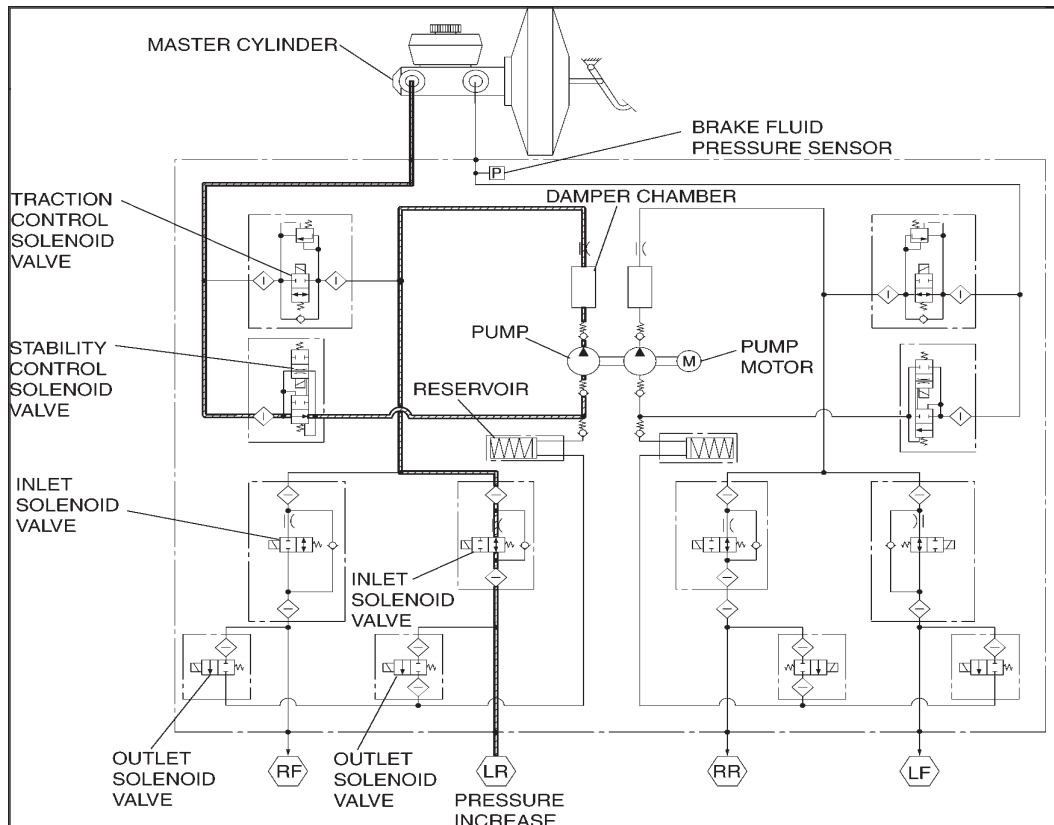 MASTER CYLINDER
BRAKE FLUID
PRESSURE SENSOR
P
TRACTION
CONTROL
SOLENOID
VALVE
DAMPER CHAMBER
STABILITY
CONTROL
SOLENOID
VALVE
PUMP
M
PUMP
MOTOR
RESERVOIR
INLET
SOLENOID
VALVE
INLET
SOLENOID
VALVE
OUTLET
SOLENOID
VALVE
RF
OUTLET
SOLENOID
VALVE
LR
PRESSURE
INCREASE
RR
LF